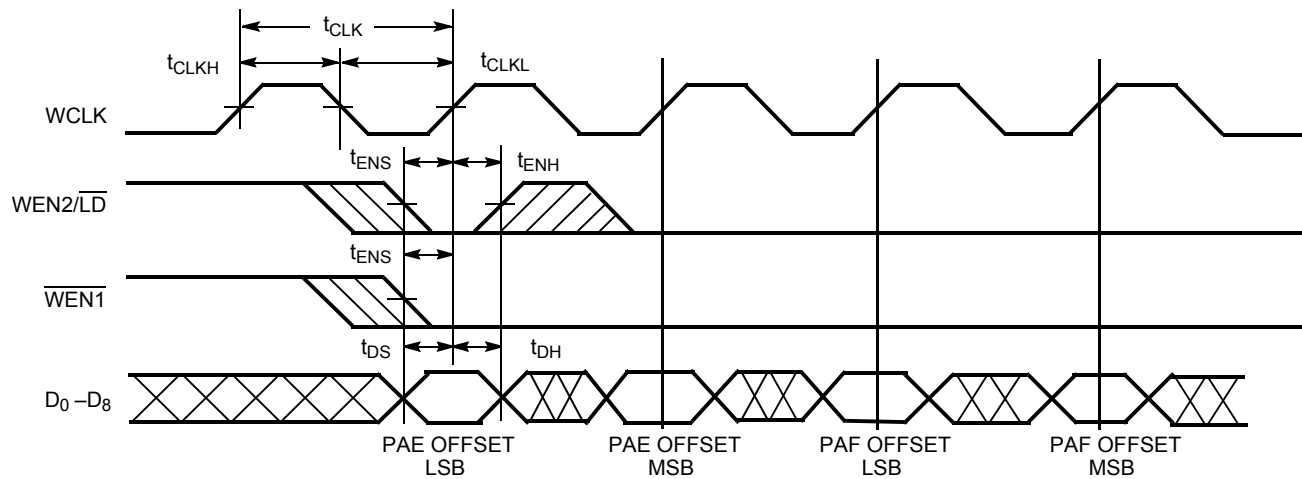 tCLK
tCLKH
tCLKL
WCLK
tENS
tENH
WEN2/LD
tENS
WEN1
tDS
tDH
D0 –D8
PAE OFFSET
LSB
PAE OFFSET
MSB
PAF OFFSET
LSB
PAF OFFSET
MSB